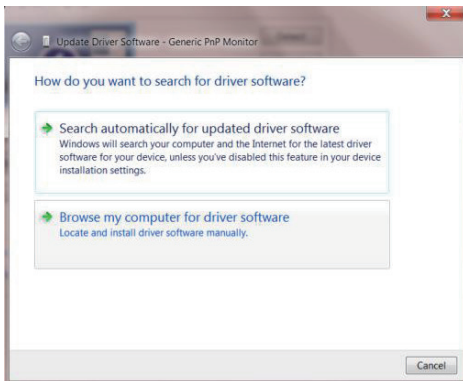 Update Driver Software - Generic PnP Monitor
How do you want to search for driver software?
Search automatically for updated driver software
Windows will search your computer and the Internet for the latest driver
software for your device, unless you've disabled this feature in your device
installation settings.
Browse my computer for driver software
Locate and install driver software manually.
Cancel